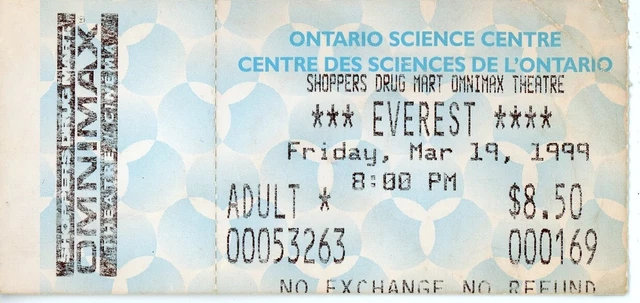 ONTARIO SCIENCE CENTRE
CENTRE DES SCIENCES DE L'ONTARIO
SHOPPERS DRUG MART OMNIMAX THEATRE
*** EVEREST ****
Friday, Mar 19, 1999
8:00 PM
ADULT * $8.50
00053263 000169
NO EXCHANGE NO REFUND
OMNIMAX